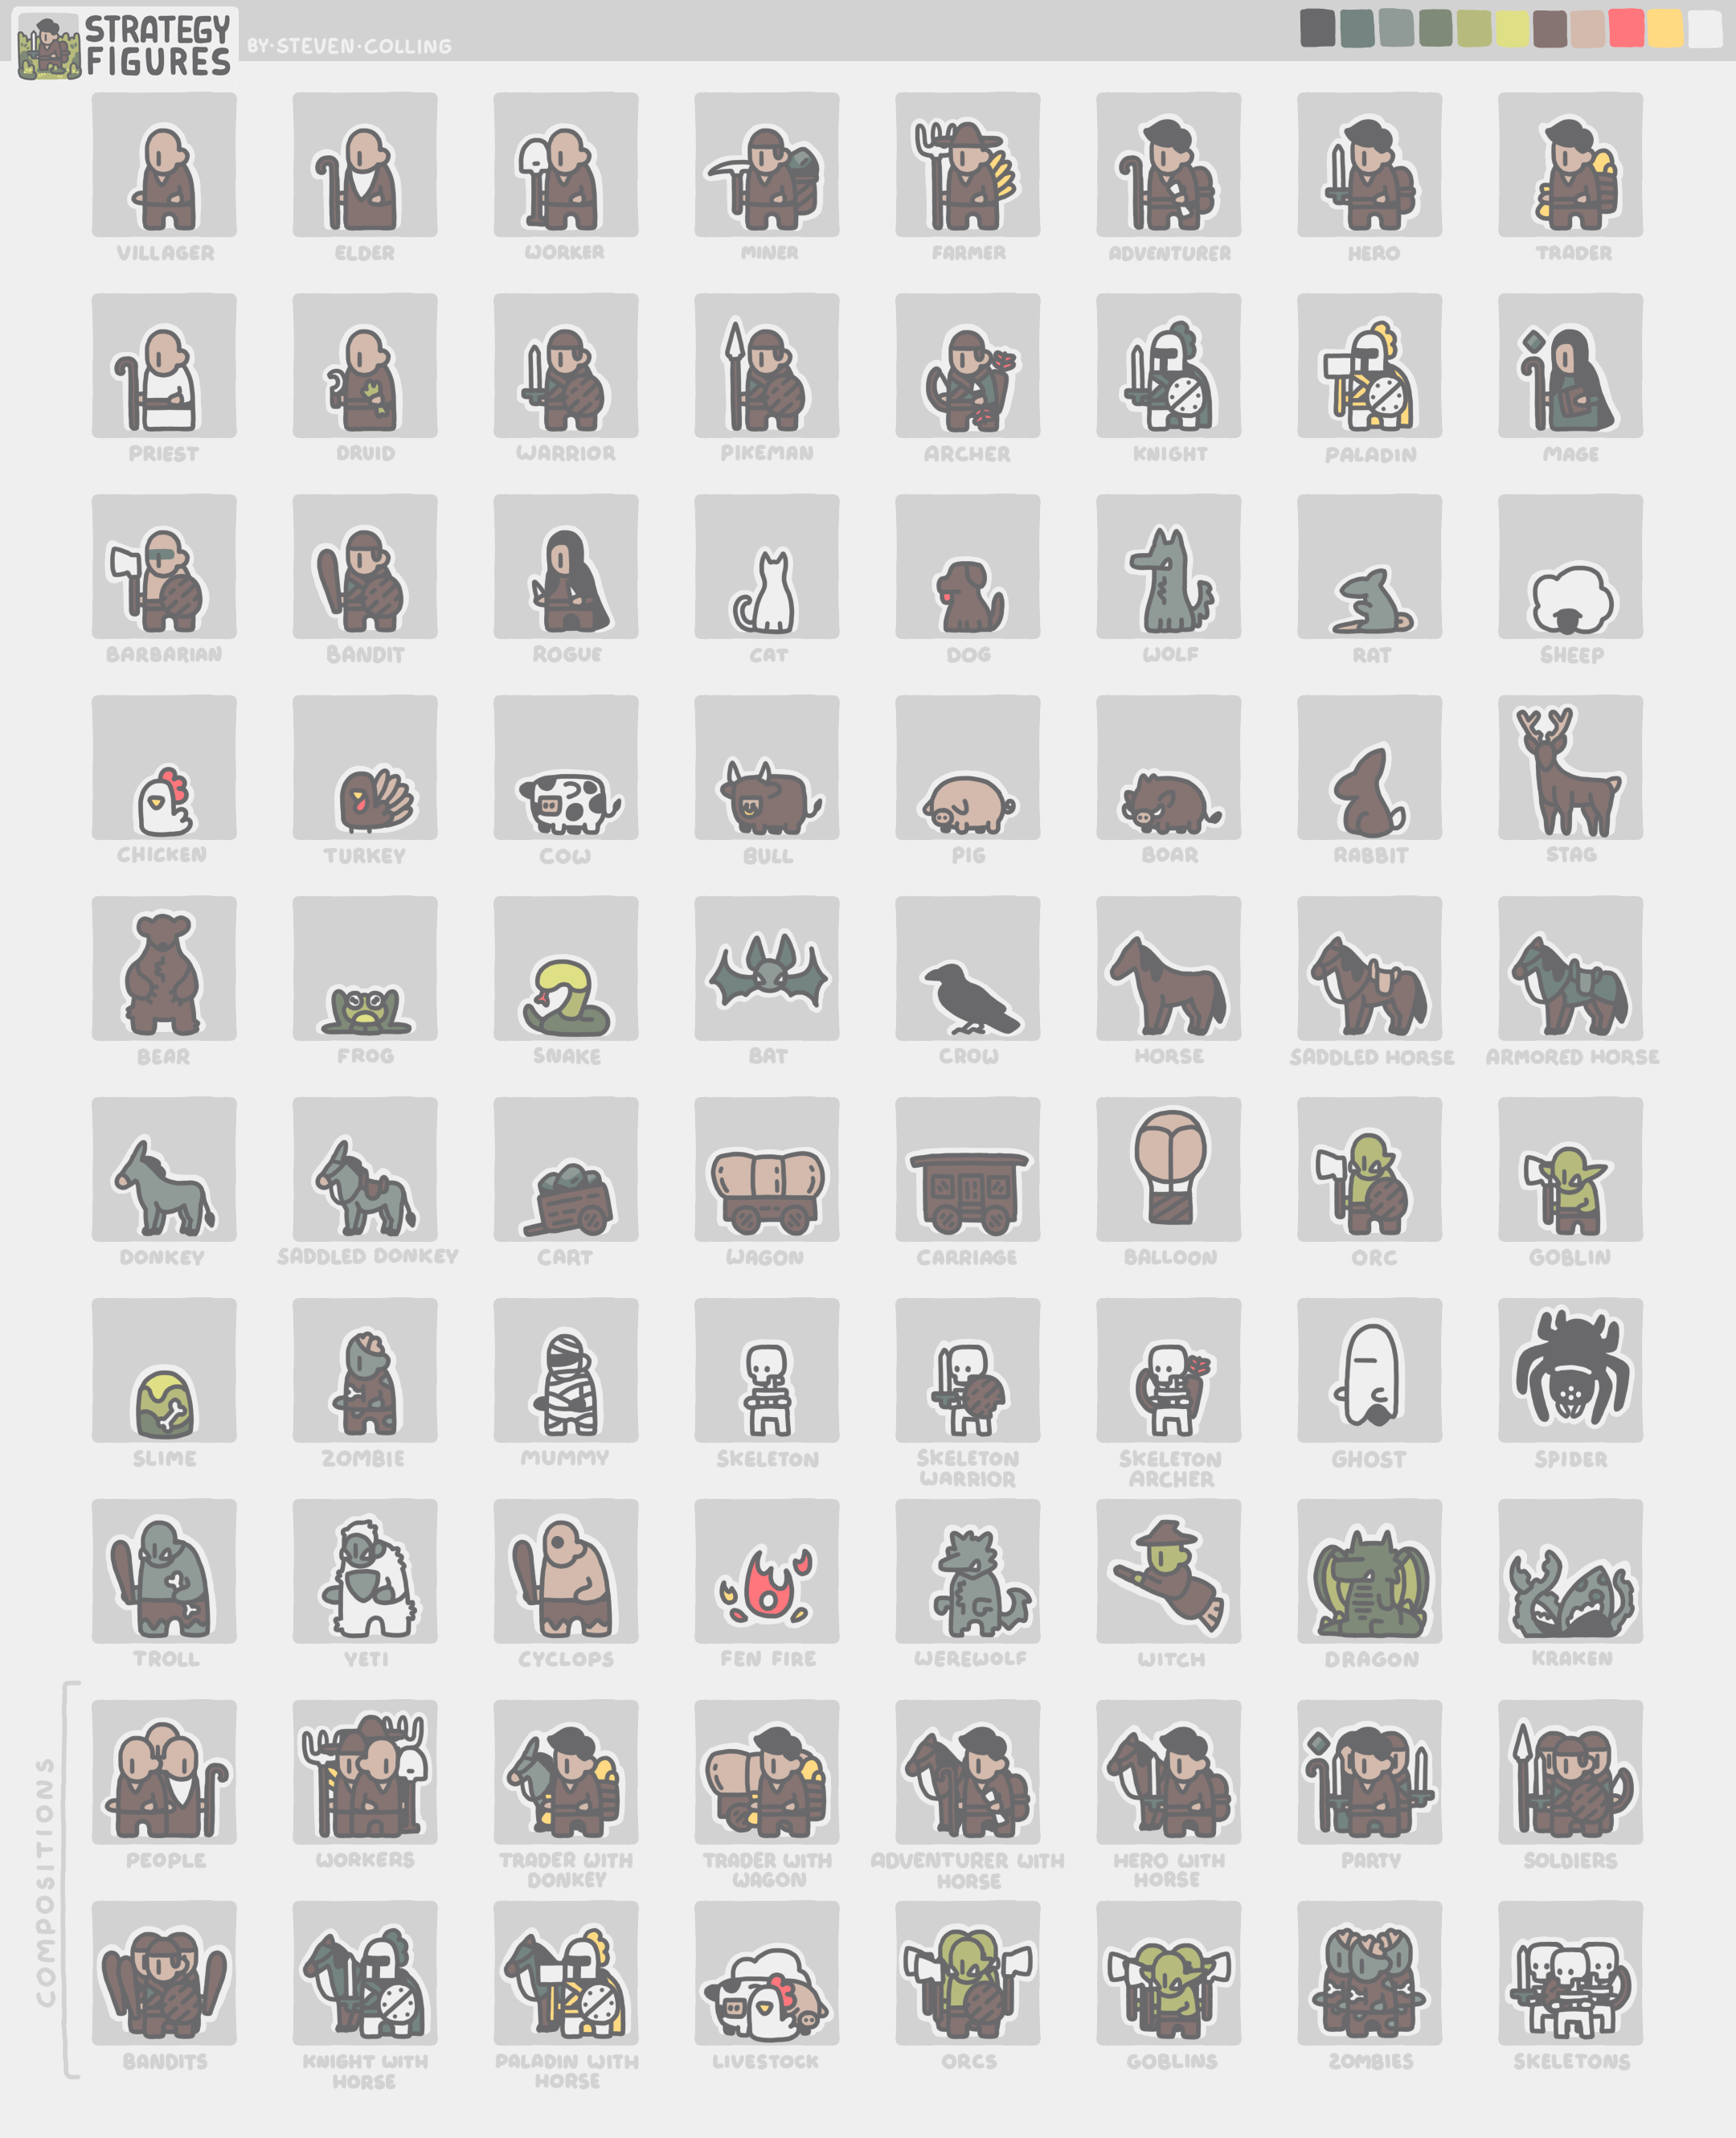 STRATEGY
FIGURES
BY·STEVEN·COLLING
VILLAGER
ELDER
WORKER
MINER
FARMER
ADVENTURER
HERO
TRADER
PRIEST
DRUID
WARRIOR
PIKEMAN
ARCHER
KNIGHT
PALADIN
MAGE
BARBARIAN
BANDIT
ROGUE
CAT
DOG
WOLF
RAT
SHEEP
CHICKEN
TURKEY
COW
BULL
PIG
BOAR
RABBIT
STAG
BEAR
FROG
SNAKE
BAT
CROW
HORSE
SADDLED HORSE
ARMORED HORSE
DONKEY
SADDLED DONKEY
CART
WAGON
CARRIAGE
BALLOON
ORC
GOBLIN
SLIME
ZOMBIE
MUMMY
SKELETON
SKELETON
WARRIOR
SKELETON
ARCHER
GHOST
SPIDER
TROLL
YETI
CYCLOPS
FEN FIRE
WEREWOLF
WITCH
DRAGON
KRAKEN
COMPOSITIONS
PEOPLE
WORKERS
TRADER WITH
DONKEY
TRADER WITH
WAGON
ADVENTURER WITH
HORSE
HERO WITH
HORSE
PARTY
SOLDIERS
BANDITS
KNIGHT WITH
HORSE
PALADIN WITH
HORSE
LIVESTOCK
ORCS
GOBLINS
ZOMBIES
SKELETONS